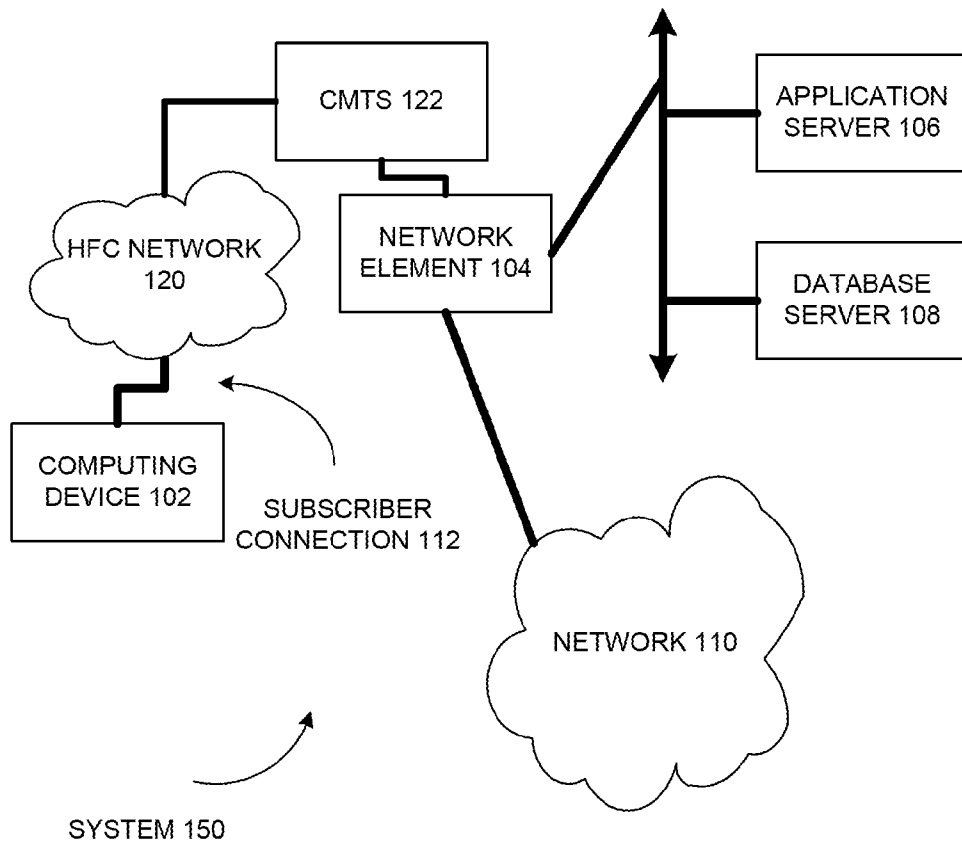 CMTS 122
APPLICATION
SERVER 106
HFC NETWORK
120
NETWORK
ELEMENT 104
DATABASE
SERVER 108
COMPUTING
DEVICE 102
SUBSCRIBER
CONNECTION 112
NETWORK 110
SYSTEM 150